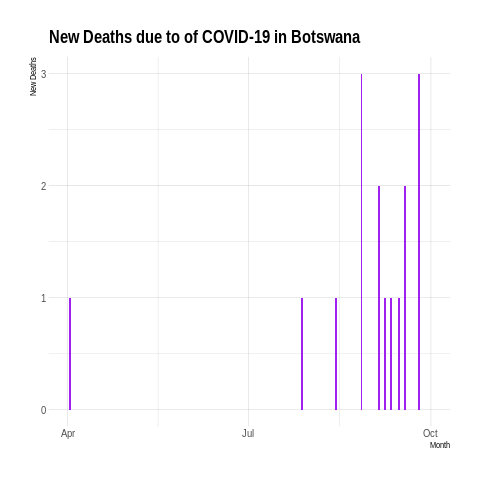 New Deaths due to of COVID-19 in Botswana
New Deaths
3
2
1
0
Apr
Jul
Oct
Month